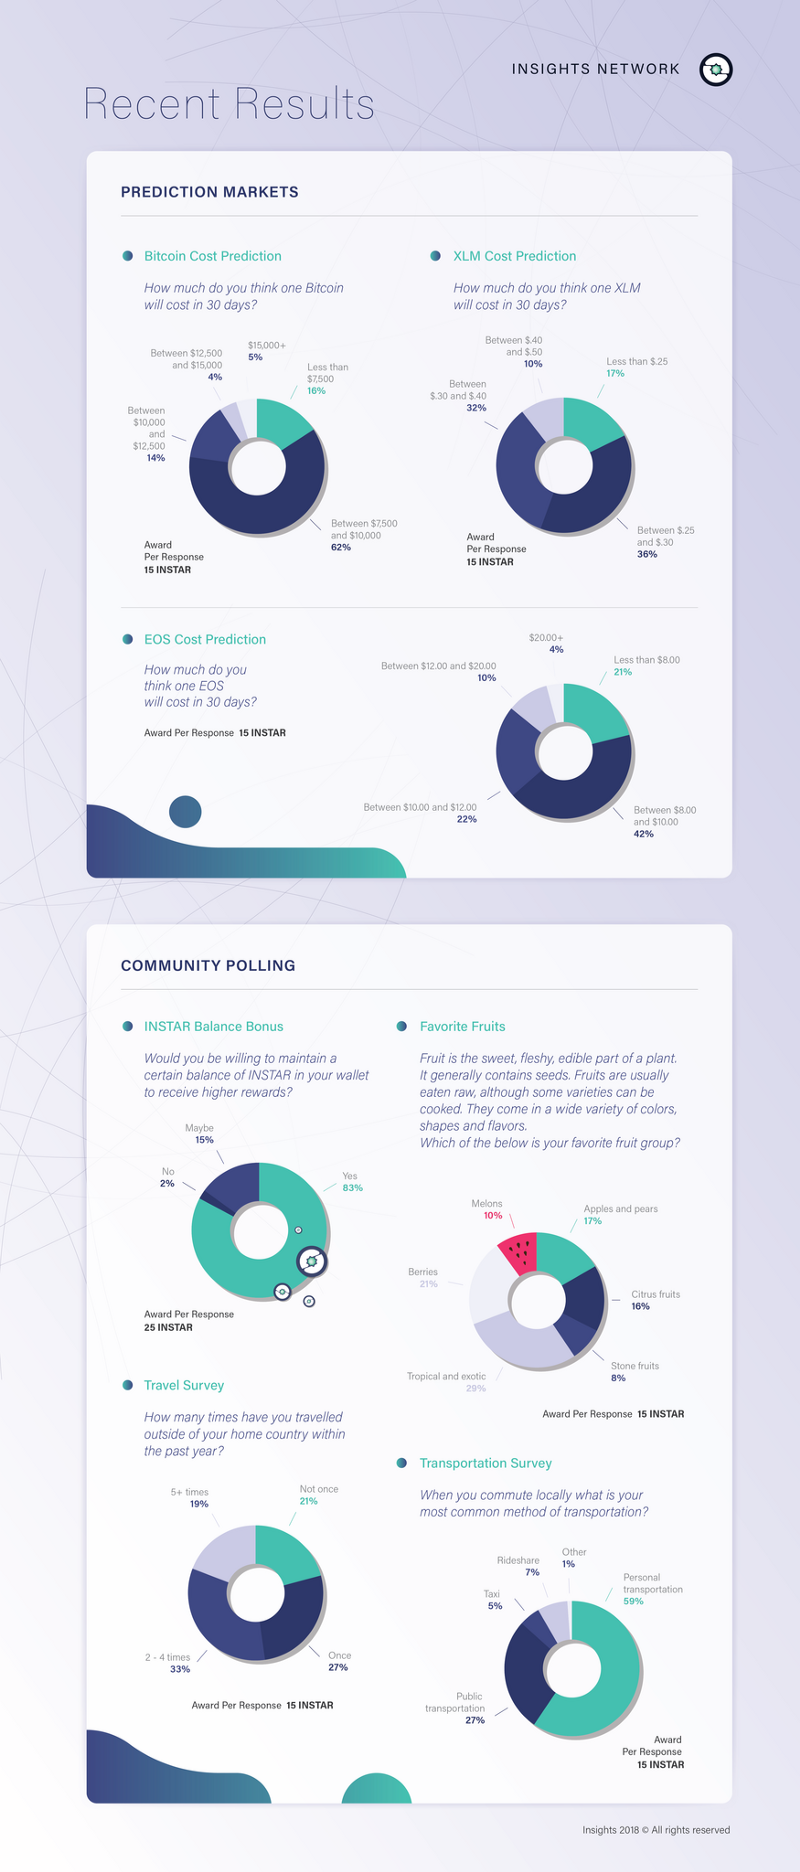 INSIGHTS NETWORK
Recent Results
PREDICTION MARKETS
Bitcoin Cost Prediction
How much do you think one Bitcoin
will cost in 30 days?
$15,000+
5%
Between $12,500
and $15,000
4%
Less than
$7,500
16%
Between
$10,000
and
$12,500
14%
Between $7,500
and $10,000
62%
Award
Per Response
15 INSTAR
XLM Cost Prediction
How much do you think one XLM
will cost in 30 days?
Between $.40
and $.50
10%
Less than $.25
17%
Between
$.30 and $.40
32%
Between $.25
and $.30
36%
Award
Per Response
15 INSTAR
EOS Cost Prediction
How much do you
think one EOS
will cost in 30 days?
Award Per Response 15 INSTAR
$20.00+
4%
Less than $8.00
21%
Between $12.00 and $20.00
10%
Between $10.00 and $12.00
22%
Between $8.00
and $10.00
42%
COMMUNITY POLLING
INSTAR Balance Bonus
Would you be willing to maintain a
certain balance of INSTAR in your wallet
to receive higher rewards?
Maybe
15%
No
2%
Yes
83%
Award Per Response
25 INSTAR
Favorite Fruits
Fruit is the sweet, fleshy, edible part of a plant.
It generally contains seeds. Fruits are usually
eaten raw, although some varieties can be
cooked. They come in a wide variety of colors,
shapes and flavors.
Which of the below is your favorite fruit group?
Melons
10%
Apples and pears
17%
Berries
21%
Citrus fruits
16%
Stone fruits
8%
Tropical and exotic
29%
Award Per Response 15 INSTAR
Travel Survey
How many times have you travelled
outside of your home country within
the past year?
5+ times
19%
Not once
21%
2 - 4 times
33%
Once
27%
Award Per Response 15 INSTAR
Transportation Survey
When you commute locally what is your
most common method of transportation?
Other
1%
Rideshare
7%
Personal
transportation
59%
Taxi
5%
Public
transportation
27%
Award
Per Response
15 INSTAR
Insights 2018 © All rights reserved